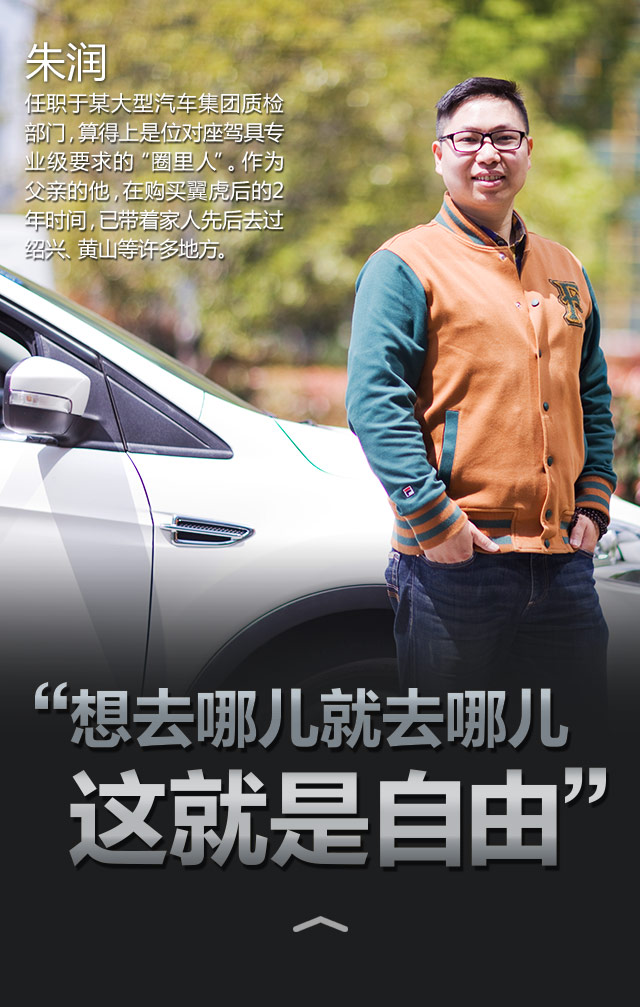 朱润
任职于某大型汽车集团质检
部门，算得上是位对座驾具专
业级要求的“圈里人”。作为
父亲的他，在购买翼虎后的2
年时间，已带着家人先后去过
绍兴、黄山等许多地方。
“想去哪儿就去哪儿
这就是自由”